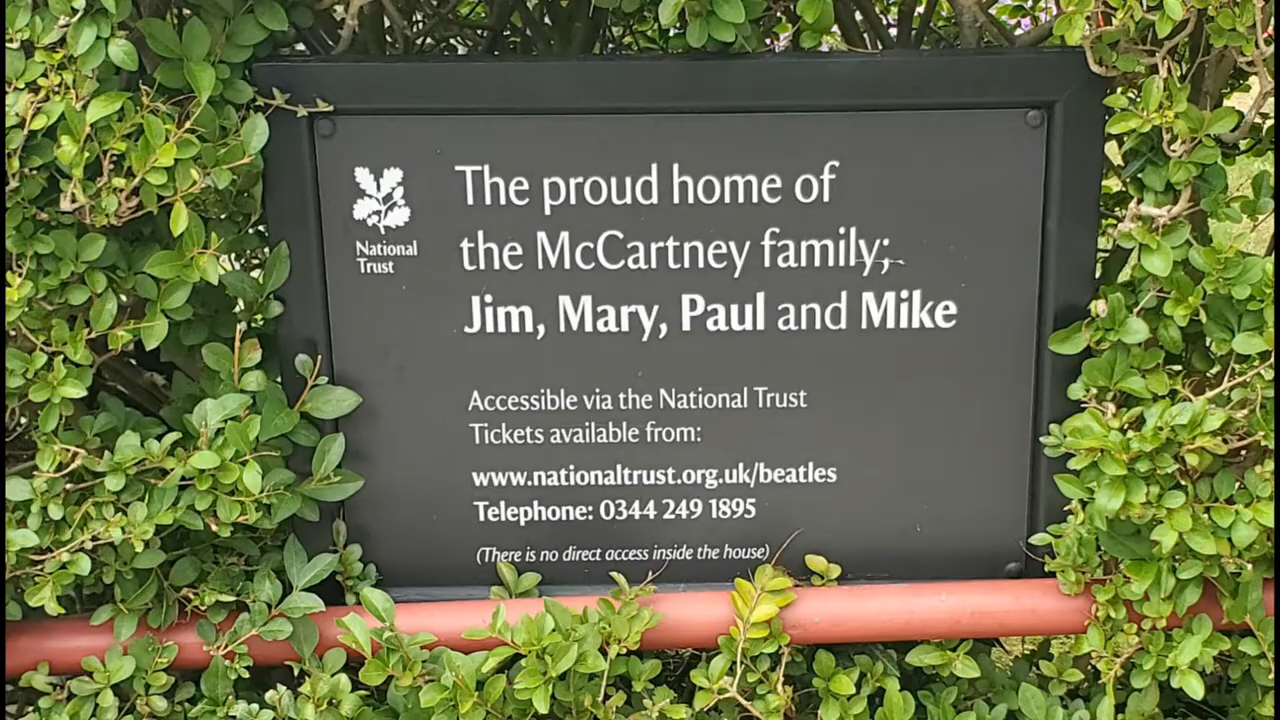 National
Trust
The proud home of
the McCartney family;
Jim, Mary, Paul and Mike
Accessible via the National Trust
Tickets available from:
www.nationaltrust.org.uk/beatles
Telephone: 0344 249 1895
(There is no direct access inside the house)